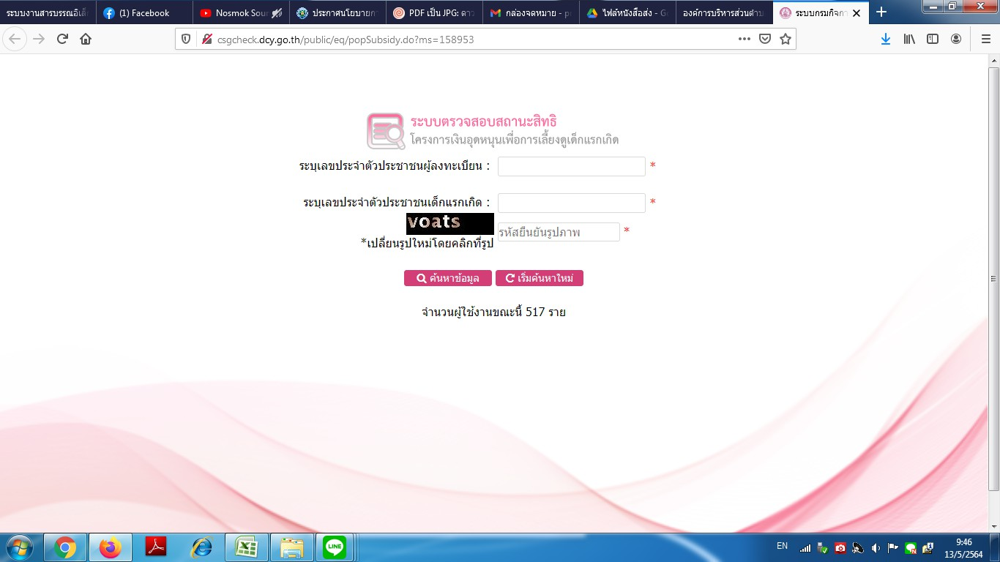 ระบบงานสารบรรณอิเล็ก
(1) Facebook
Nosmok Sour
ประกาศนโยบายกา
PDF เป็น JPG: ดาว
กล่องจดหมาย - p
ไฟล์หนังสือส่ง - Go
องค์การบริหารส่วนตำบ
ระบบกรมกิจกา
csgcheck.dcy.go.th/public/eq/popSubsidy.do?ms=158953
ระบบตรวจสอบสถานะสิทธิ
โครงการเงินอุดหนุนเพื่อการเลี้ยงดูเด็กแรกเกิด
ระบุเลขประจำตัวประชาชนผู้ลงทะเบียน : *
ระบุเลขประจำตัวประชาชนเด็กแรกเกิด : *
voats
รหัสยืนยันรูปภาพ *
*เปลี่ยนรูปใหม่โดยคลิกที่รูป
ค้นหาข้อมูล เริ่มค้นหาใหม่
จำนวนผู้ใช้งานขณะนี้ 517 ราย
LINE
EN
9:46
13/5/2564